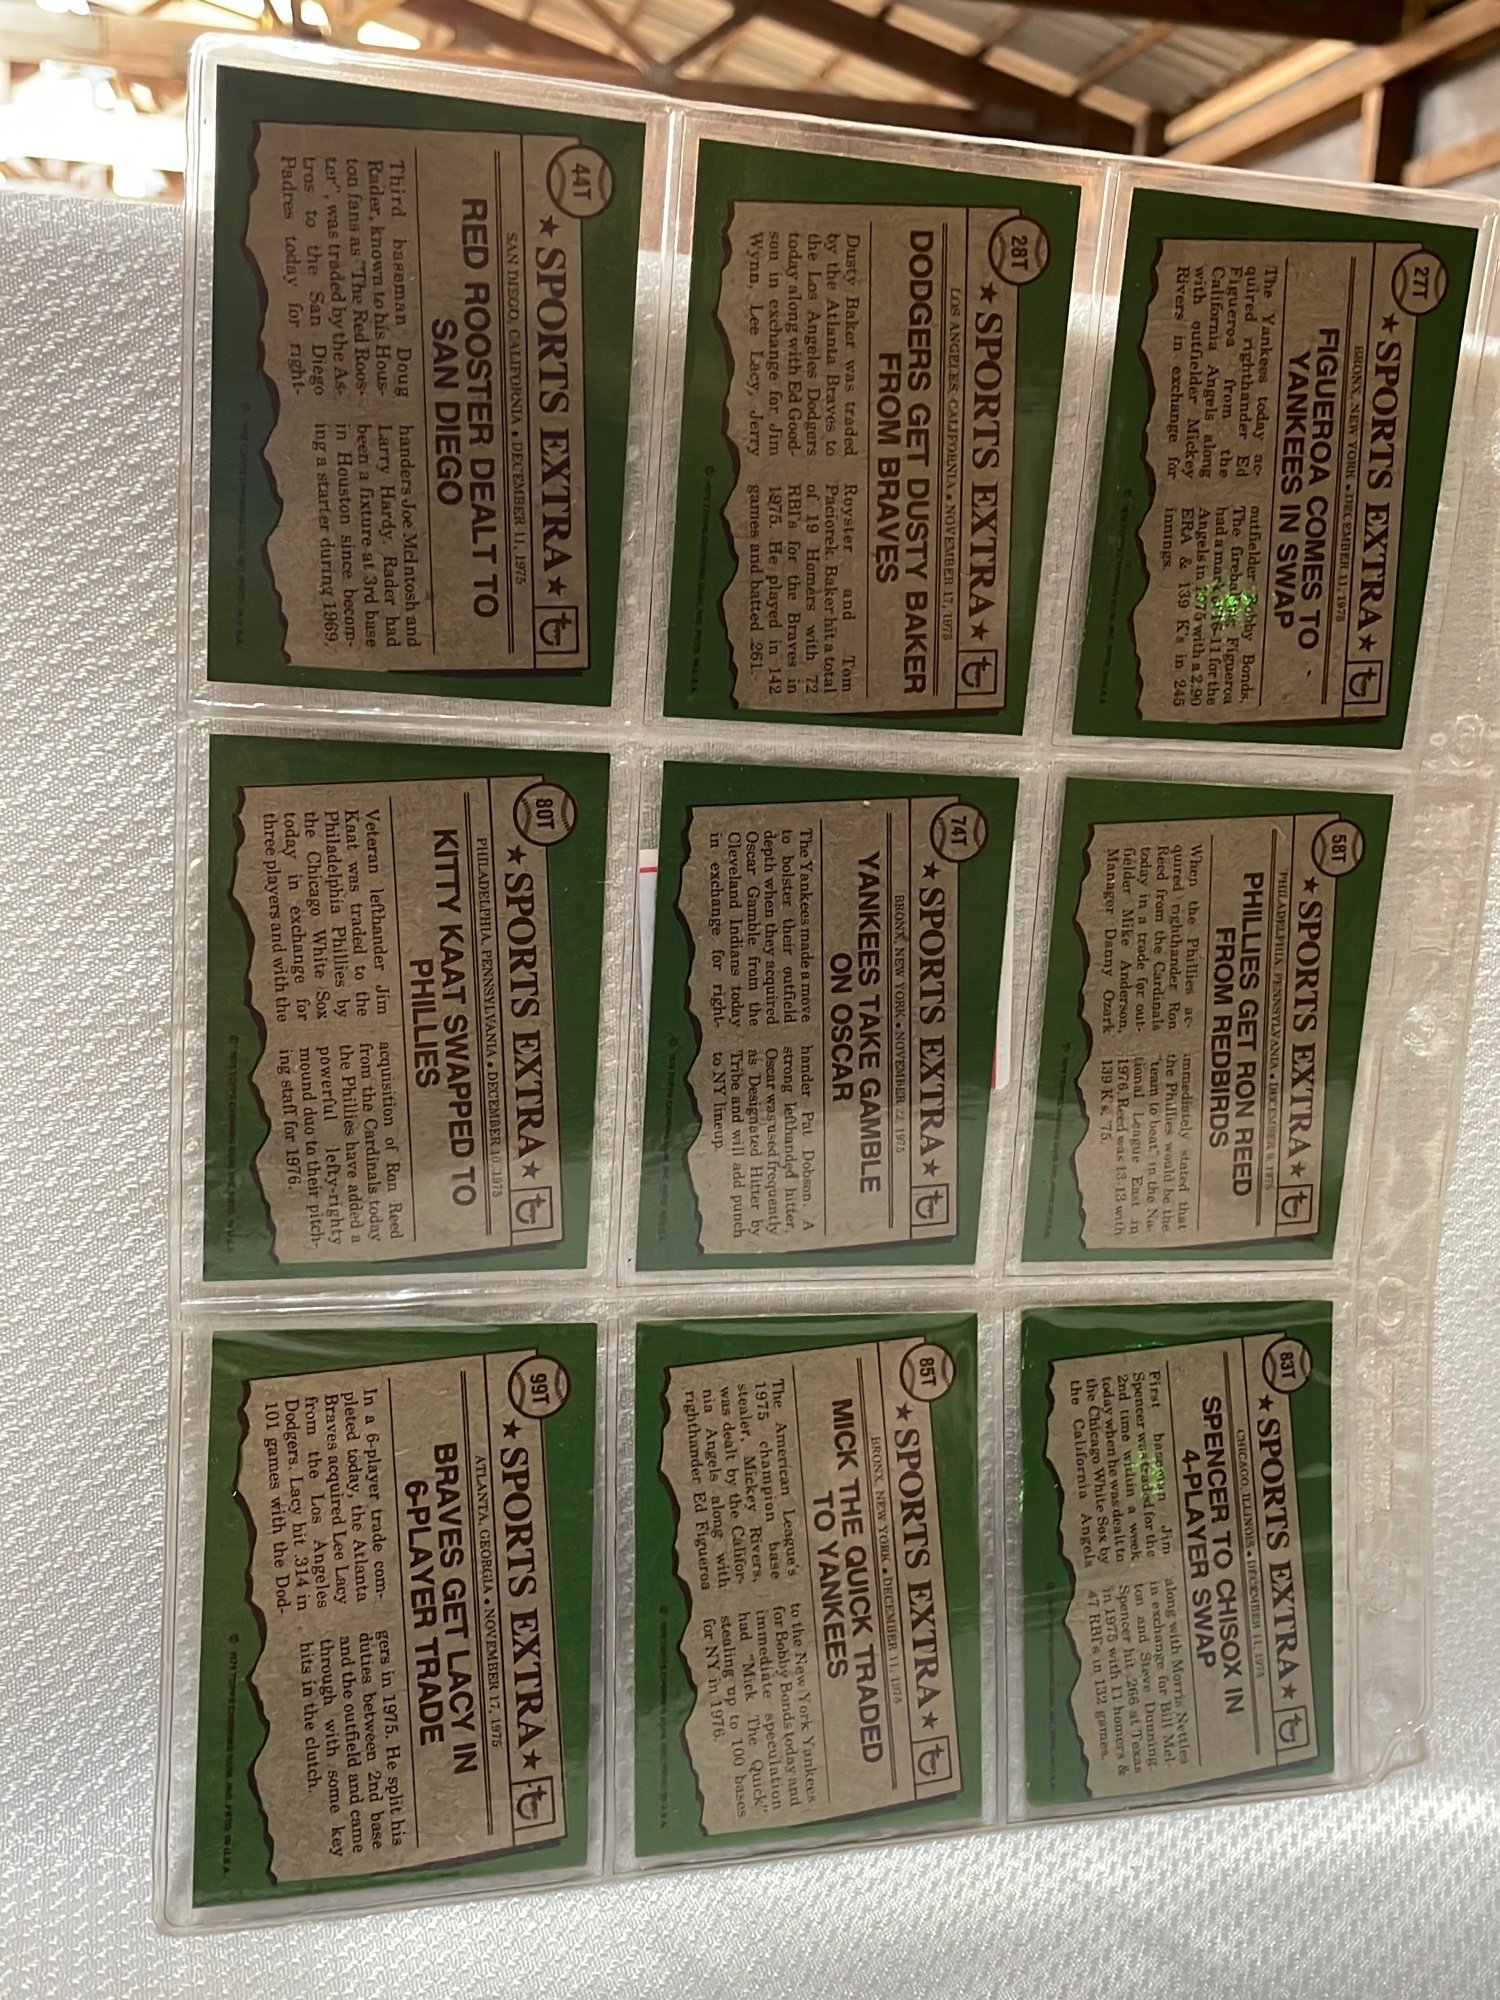 27T
★ SPORTS EXTRA ★
BRONX, NEW YORK • DECEMBER 11, 1975
FIGUEROA COMES TO
YANKEES IN SWAP
The Yankees today ac-
quired righthander Ed
Figueroa from the
California Angels along
with outfielder Mickey
Rivers in exchange for
outfielder Bobby Bonds.
The fireballing Figueroa
had a mark of 16-11 for the
Angels in 1975 with a 2.90
ERA & 139 K's in 245
innings.
58T
★ SPORTS EXTRA ★
PHILADELPHIA, PENNSYLVANIA • DECEMBER 9, 1975
PHILLIES GET RON REED
FROM REDBIRDS
When the Phillies ac-
quired righthander Ron
Reed from the Cardinals
today in a trade for out-
fielder Mike Anderson,
Manager Danny Ozark
immediately stated that
the Phillies would be the
"team to beat" in the Na-
tional League East in
1976. Reed was 13-13 with
139 K's, '75.
83T
★ SPORTS EXTRA ★
CHICAGO, ILLINOIS • DECEMBER 11, 1975
SPENCER TO CHISOX IN
4-PLAYER SWAP
First baseman Jim
Spencer was traded for the
2nd time within a week
today when he was dealt to
the Chicago White Sox by
the California Angels
along with Morris Nettles
in exchange for Bill Mel-
ton and Steve Dunning.
Spencer hit .266 at Texas
in 1975 with 11 homers &
47 RBI's in 132 games.
28T
★ SPORTS EXTRA ★
LOS ANGELES, CALIFORNIA • NOVEMBER 17, 1975
DODGERS GET DUSTY BAKER
FROM BRAVES
Dusty Baker was traded
by the Atlanta Braves to
the Los Angeles Dodgers
today along with Ed Good-
son in exchange for Jim
Wynn, Lee Lacy, Jerry
Royster and Tom
Paciorek. Baker hit a total
of 19 Homers with 72
RBI's for the Braves in
1975. He played in 142
games and batted .261.
74T
★ SPORTS EXTRA ★
BRONX, NEW YORK • NOVEMBER 22, 1975
YANKEES TAKE GAMBLE
ON OSCAR
The Yankees made a move
to bolster their outfield
depth when they acquired
Oscar Gamble from the
Cleveland Indians today
in exchange for right-
hander Pat Dobson. A
strong lefthanded hitter,
Oscar was used frequently
as Designated Hitter by
Tribe and will add punch
to NY lineup.
85T
★ SPORTS EXTRA ★
BRONX, NEW YORK • DECEMBER 11, 1975
MICK THE QUICK TRADED
TO YANKEES
The American League's
1975 champion base
stealer, Mickey Rivers,
was dealt by the Califor-
nia Angels along with
righthander Ed Figueroa
to the New York Yankees
for Bobby Bonds today and
immediate speculation
had "Mick The Quick"
stealing up to 100 bases
for NY in 1976.
44T
★ SPORTS EXTRA ★
SAN DIEGO, CALIFORNIA • DECEMBER 11, 1975
RED ROOSTER DEALT TO
SAN DIEGO
Third baseman Doug
Rader, known to his Hous-
ton fans as "The Red Roos-
ter", was traded by the As-
tros to the San Diego
Padres today for right-
handers Joe McIntosh and
Larry Hardy. Rader had
been a fixture at 3rd base
in Houston since becom-
ing a starter during 1969.
80T
★ SPORTS EXTRA ★
PHILADELPHIA, PENNSYLVANIA • DECEMBER 10, 1975
KITTY KAAT SWAPPED TO
PHILLIES
Veteran lefthander Jim
Kaat was traded to the
Philadelphia Phillies by
the Chicago White Sox
today in exchange for
three players and with the
acquisition of Ron Reed
from the Cardinals today
the Phillies have added a
powerful lefty-righty
mound duo to their pitch-
ing staff for 1976.
99T
★ SPORTS EXTRA ★
ATLANTA, GEORGIA • NOVEMBER 17, 1975
BRAVES GET LACY IN
6-PLAYER TRADE
In a 6-player trade com-
pleted today, the Atlanta
Braves acquired Lee Lacy
from the Los Angeles
Dodgers. Lacy hit .314 in
101 games with the Dod-
gers in 1975. He split his
duties between 2nd base
and the outfield and came
through with some key
hits in the clutch.